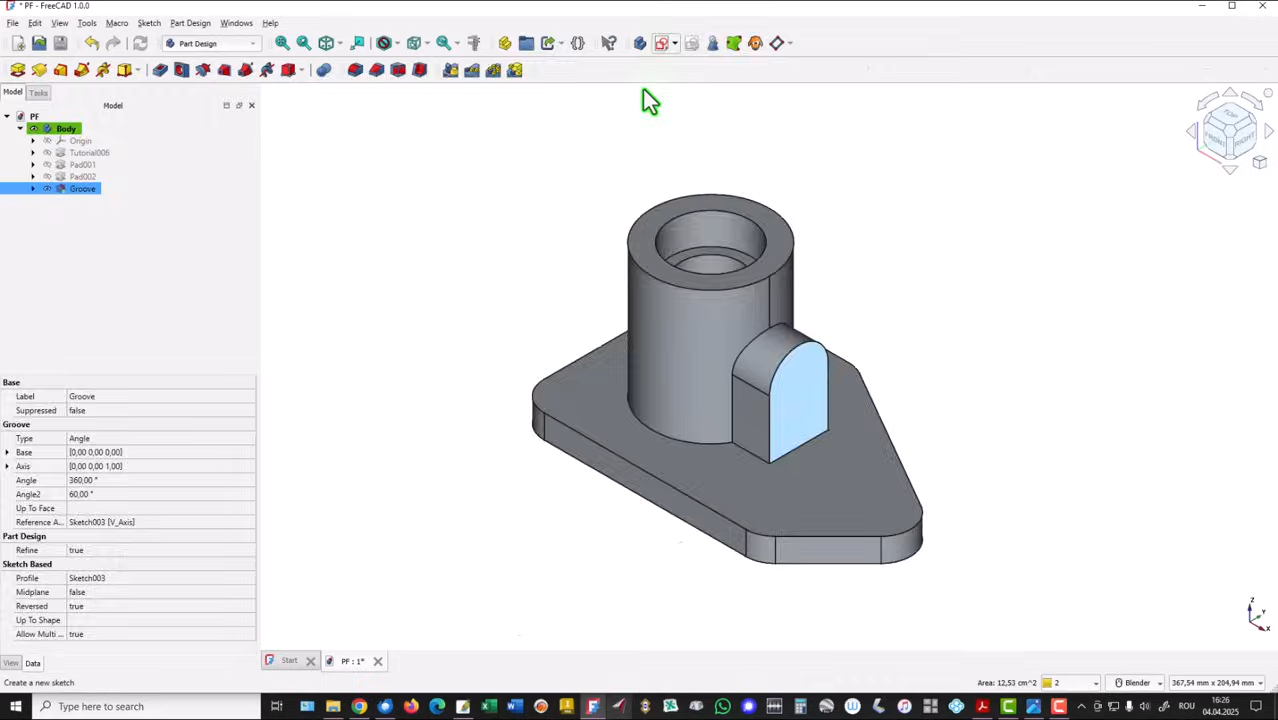 * PF - FreeCAD 1.0.0
File Edit View Tools Macro Sketch Part Design Windows Help
Part Design
Model Tasks
Model
PF
Body
Origin
Tutorial006
Pad001
Pad002
Groove
TOP
FRONT
RIGHT
Base
Label Groove
Suppressed false
Groove
Type Angle
Base [0,00 0,00 0,00]
Axis [0,00 0,00 1,00]
Angle 360,00 °
Angle2 60,00 °
Up To Face
Reference A... Sketch003 [V_Axis]
Part Design
Refine true
Sketch Based
Profile Sketch003
Midplane false
Reversed true
Up To Shape
Allow Multi ... true
Z
Y
X
View Data
Start
PF : 1*
Create a new sketch
Area: 12,53 cm^2
2
Blender
367,54 mm x 204,94 mm
Type here to search
ROU
16:26
04.04.2025